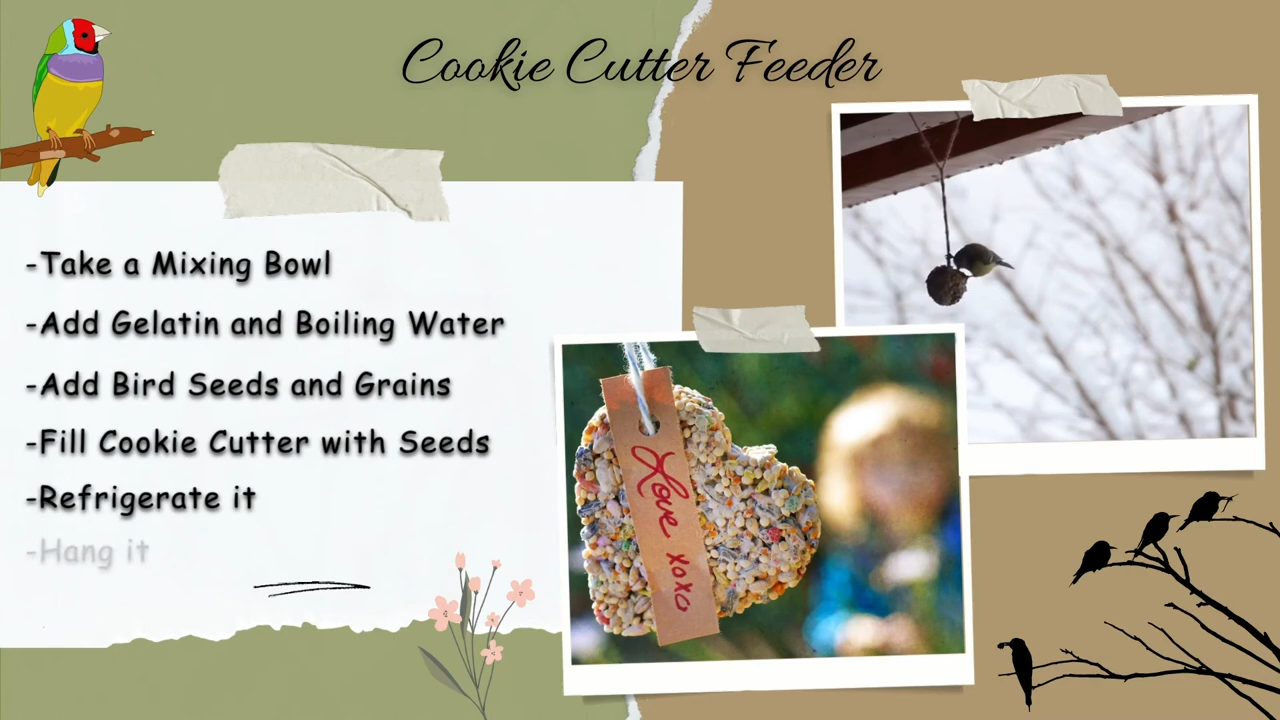 Cookie Cutter Feeder
-Take a Mixing Bowl
-Add Gelatin and Boiling Water
-Add Bird Seeds and Grains
-Fill Cookie Cutter with Seeds
-Refrigerate it
-Hang it
Love xoxo